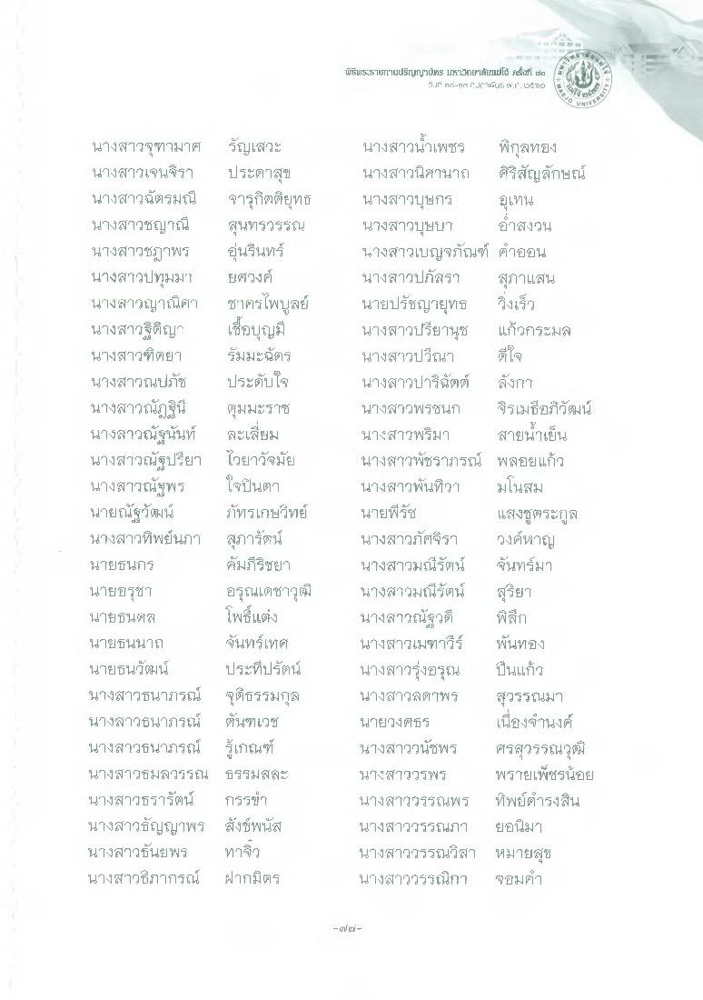 พิธีพระราชทานปริญญาบัตร มหาวิทยาลัยแม่โจ้ ครั้งที่ ๔๐
กุมภาพันธ์ พ.ศ. ๒๕๖๑
MAEJO UNIVERSITY
นางสาวจุฑามาศ รัญเสวะ
นางสาวเจนจิรา ประดาสุข
นางสาวฉัตรมณี จารุกิตติยุทธ
นางสาวชญาณี สุนทรวรรณ
นางสาวชฎาพร อุ่นรินทร์
นางสาวปทุมมา ยศวงค์
นางสาวญาณิศา ชาครไพบูลย์
นางสาวฐิติญา เชื้อบุญมี
นางสาวฑิตยา รัมมะฉัตร
นางสาวณปภัช ประดับใจ
นางสาวณัฏฐินี ตุมมะราช
นางสาวณัฐนันท์ ละเสี่ยม
นางสาวณัฐปรียา ไวยาวัจมัย
นางสาวณัฐพร ใจปินตา
นายณัฐวัฒน์ ภัทรเกษวิทย์
นางสาวทิพย์นภา สุภารัตน์
นายธนกร คัมภีริชยา
นายอรุชา อรุณเดชาวุฒิ
นายธนดล โพธิ์แต่ง
นายธนนาถ จันทร์เทศ
นายธนวัฒน์ ประทีปรัตน์
นางสาวธนาภรณ์ จุติธรรมกุล
นางสาวธนาภรณ์ ตันฑเวช
นางสาวธนาภรณ์ รู้เกณฑ์
นางสาวธมลวรรณ ธรรมสละ
นางสาวธรารัตน์ กรรขำ
นางสาวธัญญาพร สังข์พนัส
นางสาวธันยพร ทาจิ๋ว
นางสาวธิภากรณ์ ฝากมิตร
นางสาวน้ำเพชร พิกุลทอง
นางสาวนิศานาถ ศิริสัญลักษณ์
นางสาวบุษกร อุเทน
นางสาวบุษบา อ่ำสงวน
นางสาวเบญจภัณฑ์ คำออน
นางสาวปภัสรา สุภาแสน
นายปรัชญายุทธ วิ่งเร็ว
นางสาวปรียานุช แก้วกระมล
นางสาวปวีณา ดีใจ
นางสาวปาริฉัตต์ ลังกา
นางสาวพรชนก จิรเมธีอภิวัฒน์
นางสาวพริมา สายน้ำเย็น
นางสาวพัชราภรณ์ พลอยแก้ว
นางสาวพันทิวา มโนสม
นายพีรัช แสงชูตระกูล
นางสาวภัศจิรา วงค์หาญ
นางสาวมณีรัตน์ จันทร์มา
นางสาวมณีรัตน์ สุริยา
นางสาวณัฐวดี พิสึก
นางสาวเมฑาวีร์ พันทอง
นางสาวรุ่งอรุณ ปืนแก้ว
นางสาวลดาพร สุวรรณมา
นายวงศธร เนื่องจำนงค์
นางสาววนัชพร ศรสุวรรณวุฒิ
นางสาววรพร พรายเพ็ชรน้อย
นางสาววรรณพร ทิพย์ดำรงสิน
นางสาววรรณภา ยอนิมา
นางสาววรรณวิสา หมายสุข
นางสาววรรณิกา จอมคำ
-๗๗-